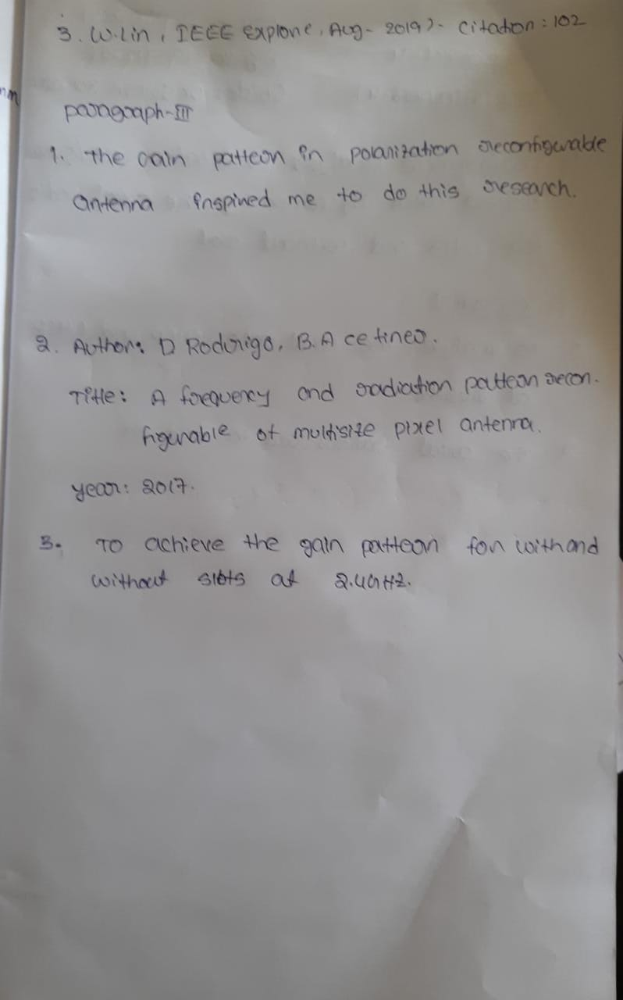 3. W.Lin, IEEE Explore, Aug- 2019)- Citation: 102
paragraph-III
1. The gain pattern in polarization reconfigurable
antenna inspired me to do this research.
2. Author: D Rodrigo, B.A cetiner.
Title: A frequency and radiation pattern recon.
figurable of multisize pixel antenna.
year: 2017.
3. To achieve the gain pattern for with and
without slots at 2.4GHz.